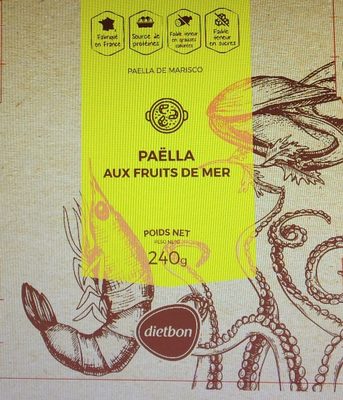 Fabriqué
en France
Source de
protéines
Faible teneur
en graisses
saturées
Faible
teneur
en sucres
PAELLA DE MARISCO
PAËLLA
AUX FRUITS DE MER
POIDS NET
PESO NETO
240g
dietbon